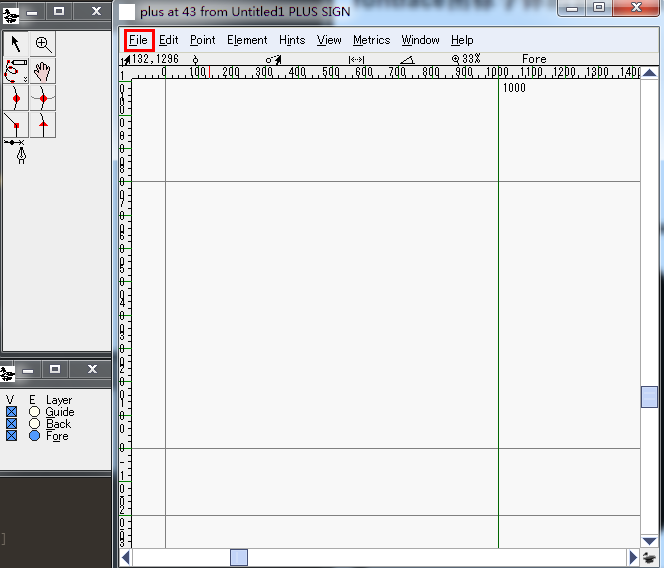 plus at 43 from Untitled1 PLUS SIGN
File Edit Point Element Hints View Metrics Window Help
132,1296 33% Fore
0 100 200 300 400 500 600 700 800 900 1000 1100 1200 1300 1400
1000
V E Layer
Guide
Back
Fore
]